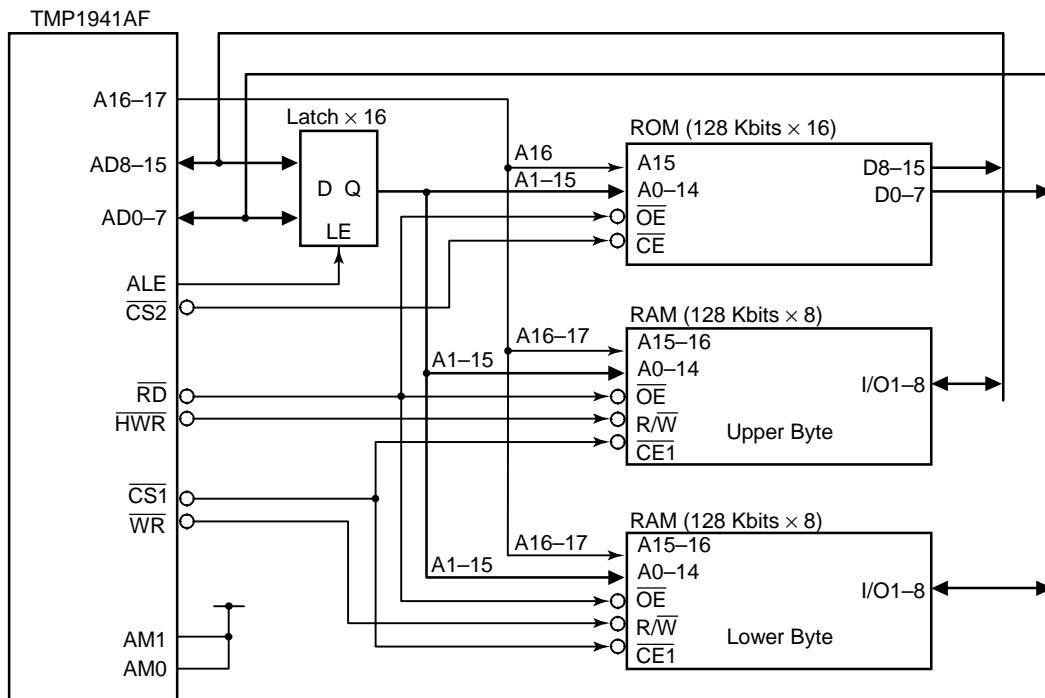 TMP1941AF
A16–17
AD8–15
AD0–7
ALE
CS2
RD
HWR
CS1
WR
AM1
AM0
Latch × 16
D Q
LE
A16
A1–15
ROM (128 Kbits × 16)
A15
A0–14
OE
CE
D8–15
D0–7
A16–17
A1–15
RAM (128 Kbits × 8)
A15–16
A0–14
OE
R/W
CE1
I/O1–8
Upper Byte
A16–17
A1–15
RAM (128 Kbits × 8)
A15–16
A0–14
OE
R/W
CE1
I/O1–8
Lower Byte